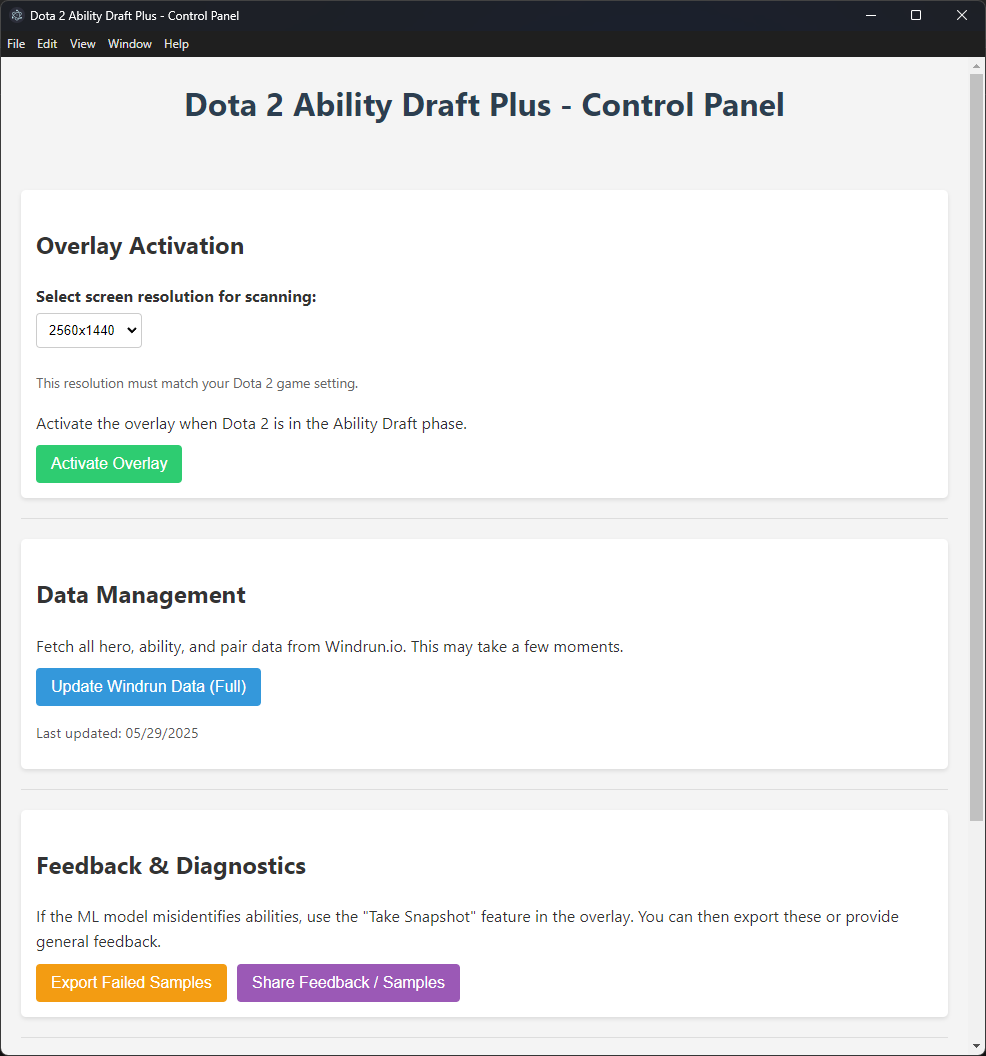 Dota 2 Ability Draft Plus - Control Panel
File Edit View Window Help
Dota 2 Ability Draft Plus - Control Panel
Overlay Activation
Select screen resolution for scanning:
2560x1440
This resolution must match your Dota 2 game setting.
Activate the overlay when Dota 2 is in the Ability Draft phase.
Activate Overlay
Data Management
Fetch all hero, ability, and pair data from Windrun.io. This may take a few moments.
Update Windrun Data (Full)
Last updated: 05/29/2025
Feedback & Diagnostics
If the ML model misidentifies abilities, use the "Take Snapshot" feature in the overlay. You can then export these or provide
general feedback.
Export Failed Samples Share Feedback / Samples